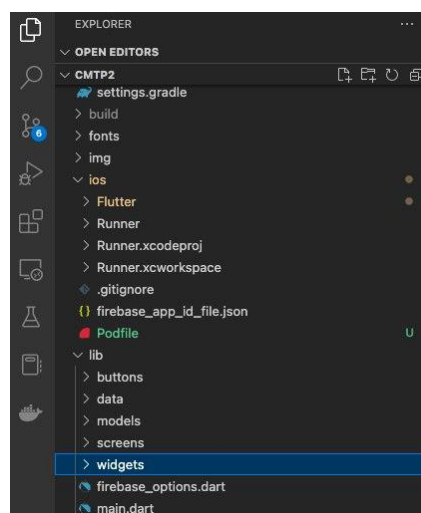 EXPLORER
OPEN EDITORS
CMTP2
settings.gradle
build
fonts
img
ios
Flutter
Runner
Runner.xcodeproj
Runner.xcworkspace
.gitignore
{} firebase_app_id_file.json
Podfile U
lib
buttons
data
models
screens
widgets
firebase_options.dart
main.dart
6